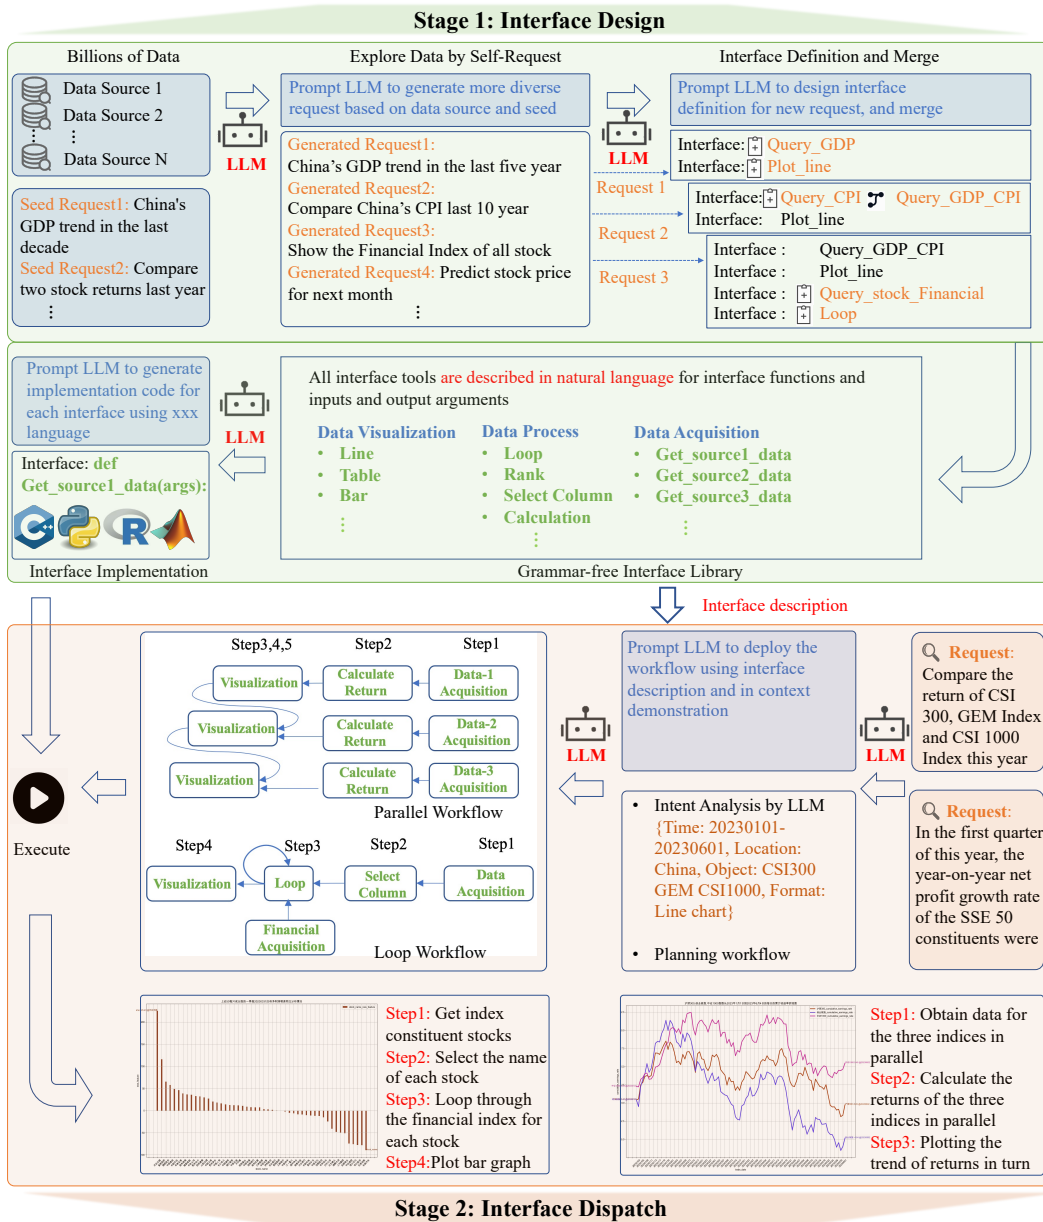 Stage 1: Interface Design
Billions of Data
Data Source 1
Data Source 2
⋮ ⋮
Data Source N
Seed Request1: China's
GDP trend in the last
decade
Seed Request2: Compare
two stock returns last year
⋮
LLM
Explore Data by Self-Request
Prompt LLM to generate more diverse
request based on data source and seed
Generated Request1:
China's GDP trend in the last five year
Generated Request2:
Compare China's CPI last 10 year
Generated Request3:
Show the Financial Index of all stock
Generated Request4: Predict stock price
for next month
⋮
LLM
Request 1
Request 2
Request 3
Interface Definition and Merge
Prompt LLM to design interface
definition for new request, and merge
Interface: Query_GDP
Interface: Plot_line
Interface: Query_CPI Query_GDP_CPI
Interface: Plot_line
Interface : Query_GDP_CPI
Interface : Plot_line
Interface : Query_stock_Financial
Interface : Loop
Prompt LLM to generate
implementation code for
each interface using xxx
language
LLM
Interface: def
Get_source1_data(args):
C++
R
Interface Implementation
All interface tools are described in natural language for interface functions and
inputs and output arguments
Data Visualization
• Line
• Table
• Bar
⋮
Data Process
• Loop
• Rank
• Select Column
• Calculation
⋮
Data Acquisition
• Get_source1_data
• Get_source2_data
• Get_source3_data
⋮
Grammar-free Interface Library
Interface description
Step3,4,5 Step2 Step1
Visualization
Calculate
Return
Data-1
Acquisition
Visualization
Calculate
Return
Data-2
Acquisition
Visualization
Calculate
Return
Data-3
Acquisition
Parallel Workflow
Step4 Step3 Step2 Step1
Visualization
Loop
Select
Column
Data
Acquisition
Financial
Acquisition
Loop Workflow
Execute
LLM
Prompt LLM to deploy the
workflow using interface
description and in context
demonstration
• Intent Analysis by LLM
{Time: 20230101-
20230601, Location:
China, Object: CSI300
GEM CSI1000, Format:
Line chart}
• Planning workflow
LLM
Request:
Compare the
return of CSI
300, GEM Index
and CSI 1000
Index this year
Request:
In the first quarter
of this year, the
year-on-year net
profit growth rate
of the SSE 50
constituents were
Step1: Get index
constituent stocks
Step2: Select the name
of each stock
Step3: Loop through
the financial index for
each stock
Step4:Plot bar graph
Step1: Obtain data for
the three indices in
parallel
Step2: Calculate the
returns of the three
indices in parallel
Step3: Plotting the
trend of returns in turn
Stage 2: Interface Dispatch